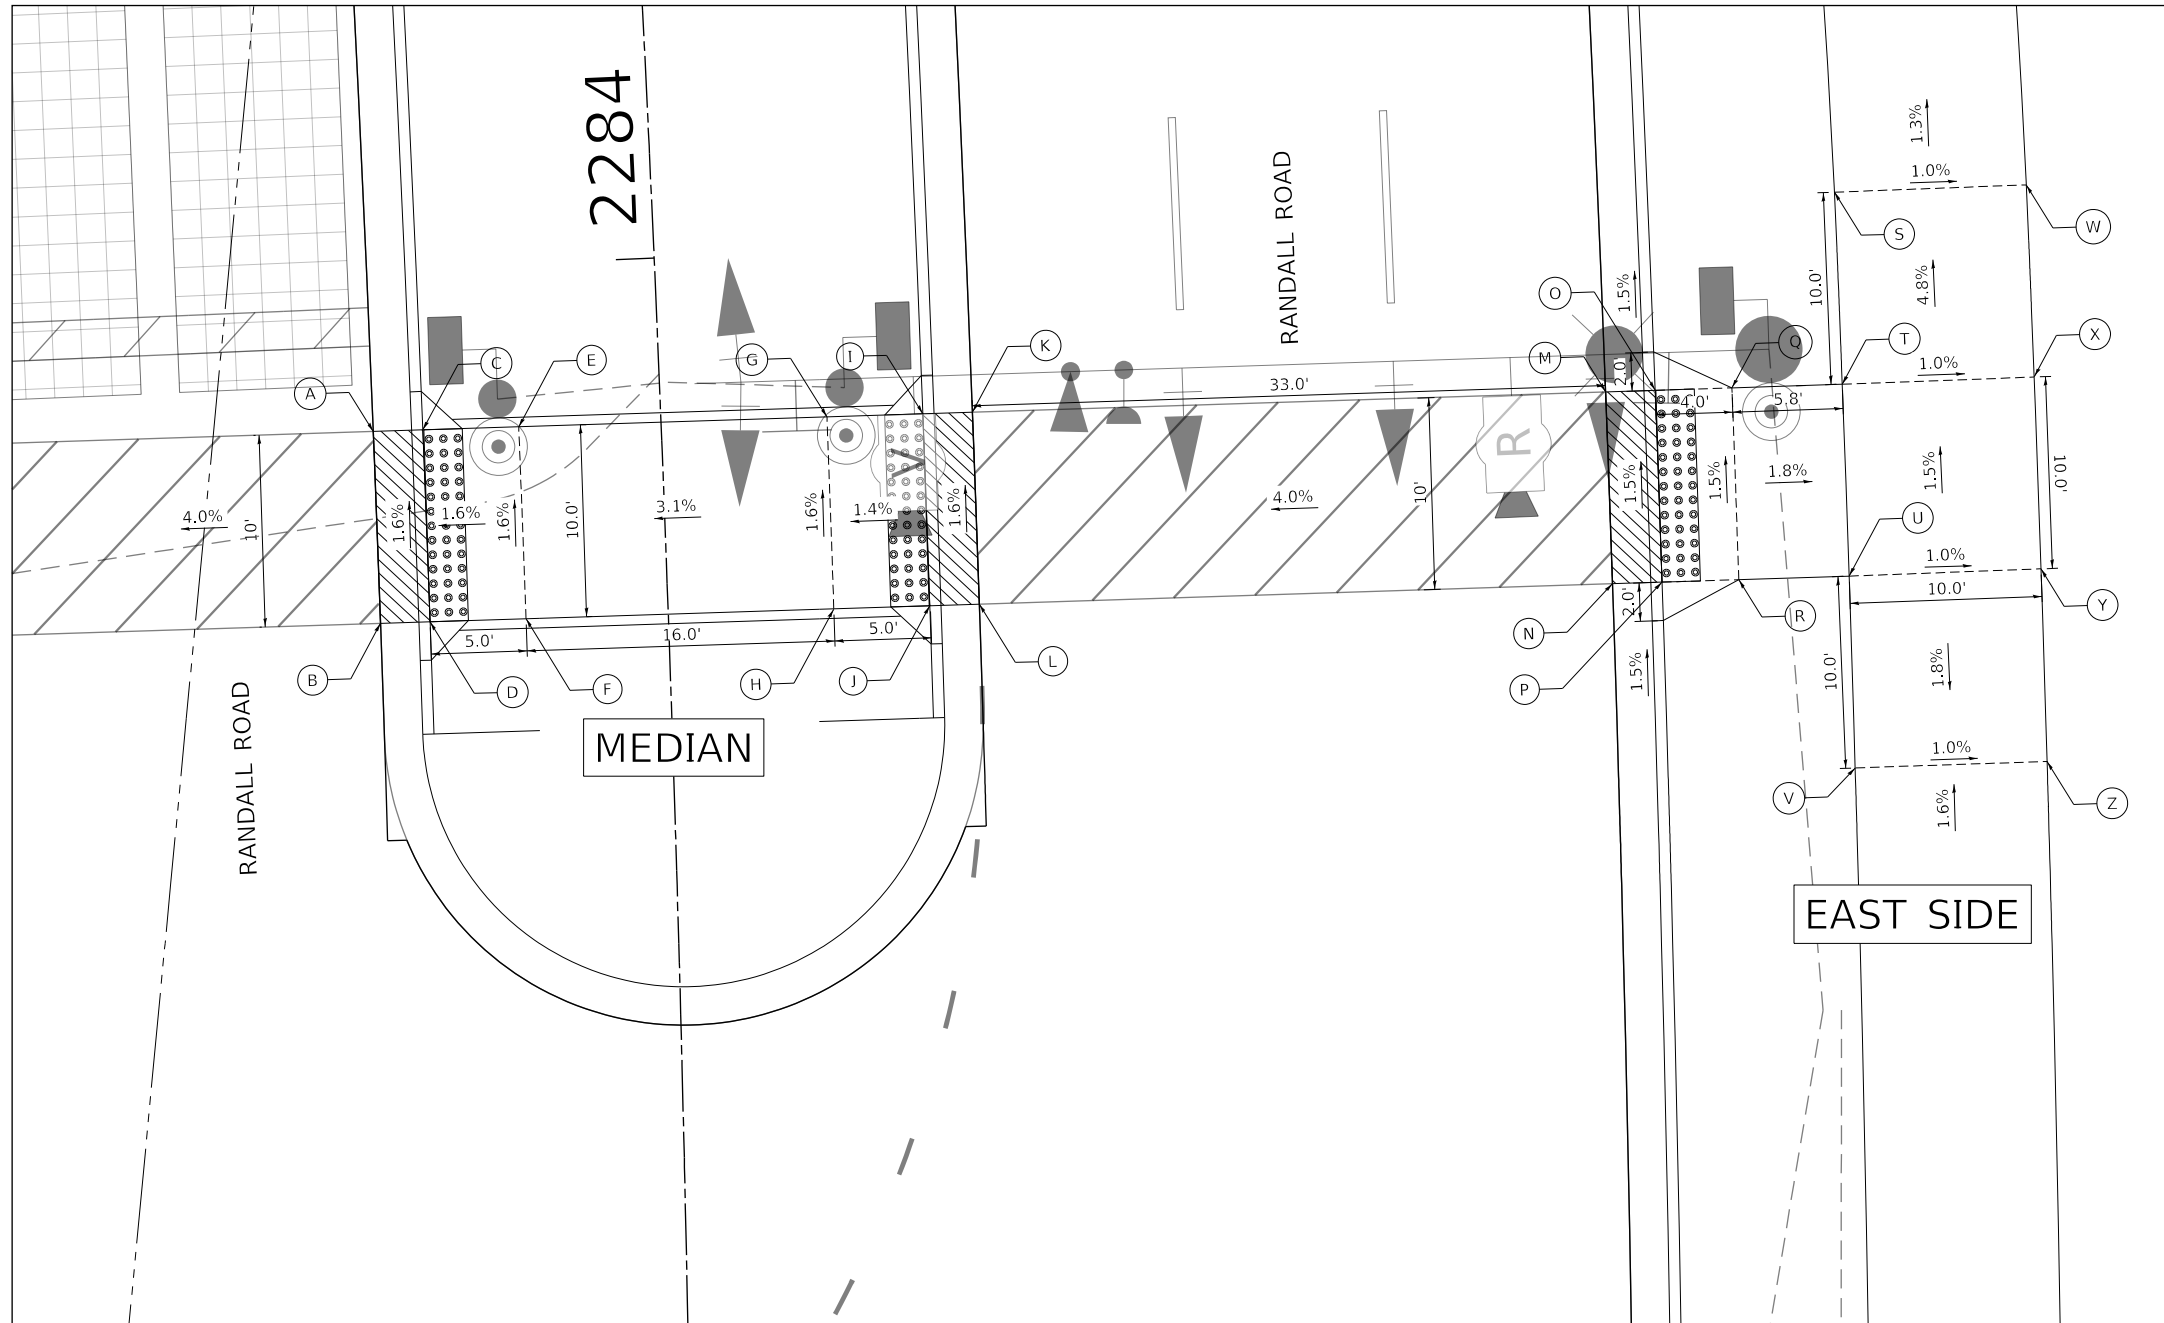 2284
RANDALL ROAD
1.3%
1.0%
S
W
10.0'
4.8%
O
1.5%
C
E
G
I
K
M
2.0'
Q
T
X
A
33.0'
1.0%
4.0'
5.8'
4.0%
10'
1.6%
1.6%
1.6%
10.0'
3.1%
1.6%
1.4%
V
1.6%
4.0%
10'
R
1.5%
1.5%
1.8%
1.5%
10.0'
U
1.0%
10.0'
Y
5.0'
16.0'
5.0'
2.0'
N
R
B
D
F
H
J
L
P
1.5%
10.0'
1.8%
RANDALL ROAD
MEDIAN
1.0%
V
Z
1.6%
EAST SIDE